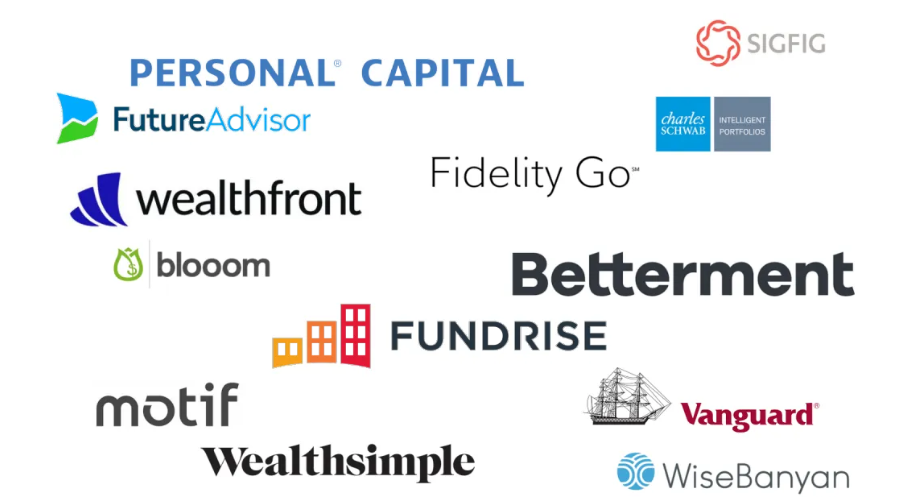 SIGFIG
PERSONAL® CAPITAL
FutureAdvisor
charles
SCHWAB
INTELLIGENT
PORTFOLIOS
Fidelity Go℠
wealthfront
blooom
Betterment
FUNDRISE
motif
Vanguard®
Wealthsimple
WiseBanyan